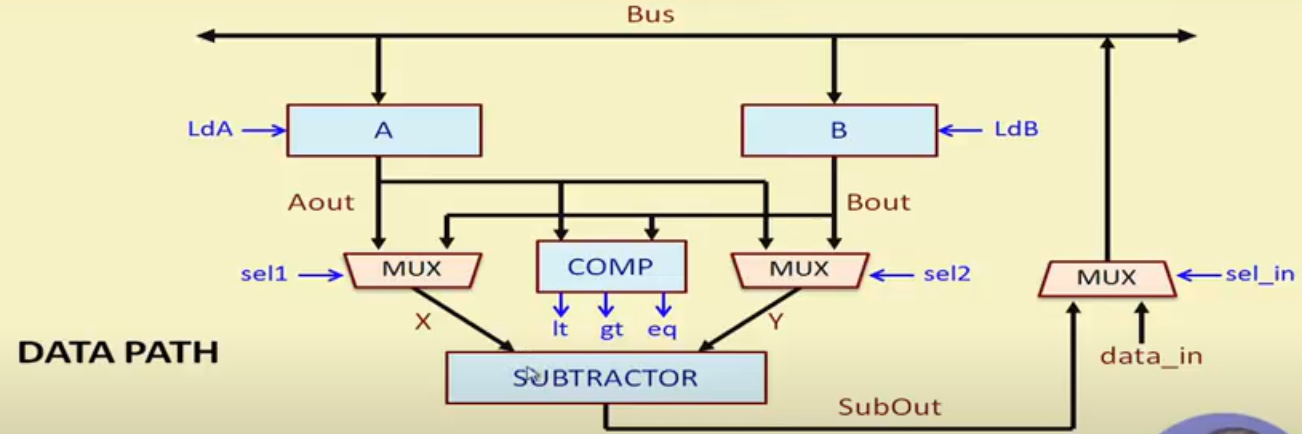 Bus
LdA
A
B
LdB
Aout
Bout
sel1
MUX
COMP
MUX
sel2
MUX
sel_in
lt gt eq
X
Y
DATA PATH
data_in
SUBTRACTOR
SubOut